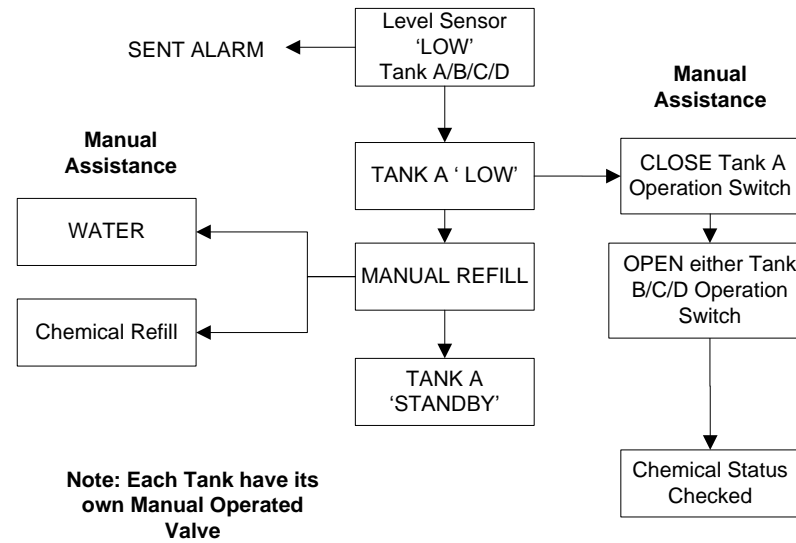 Level Sensor
‘LOW’
Tank A/B/C/D
SENT ALARM
Manual
Assistance
Manual
Assistance
TANK A ‘ LOW’
CLOSE Tank A
Operation Switch
WATER
MANUAL REFILL
OPEN either Tank
B/C/D Operation
Switch
Chemical Refill
TANK A
‘STANDBY’
Chemical Status
Checked
Note: Each Tank have its
own Manual Operated
Valve